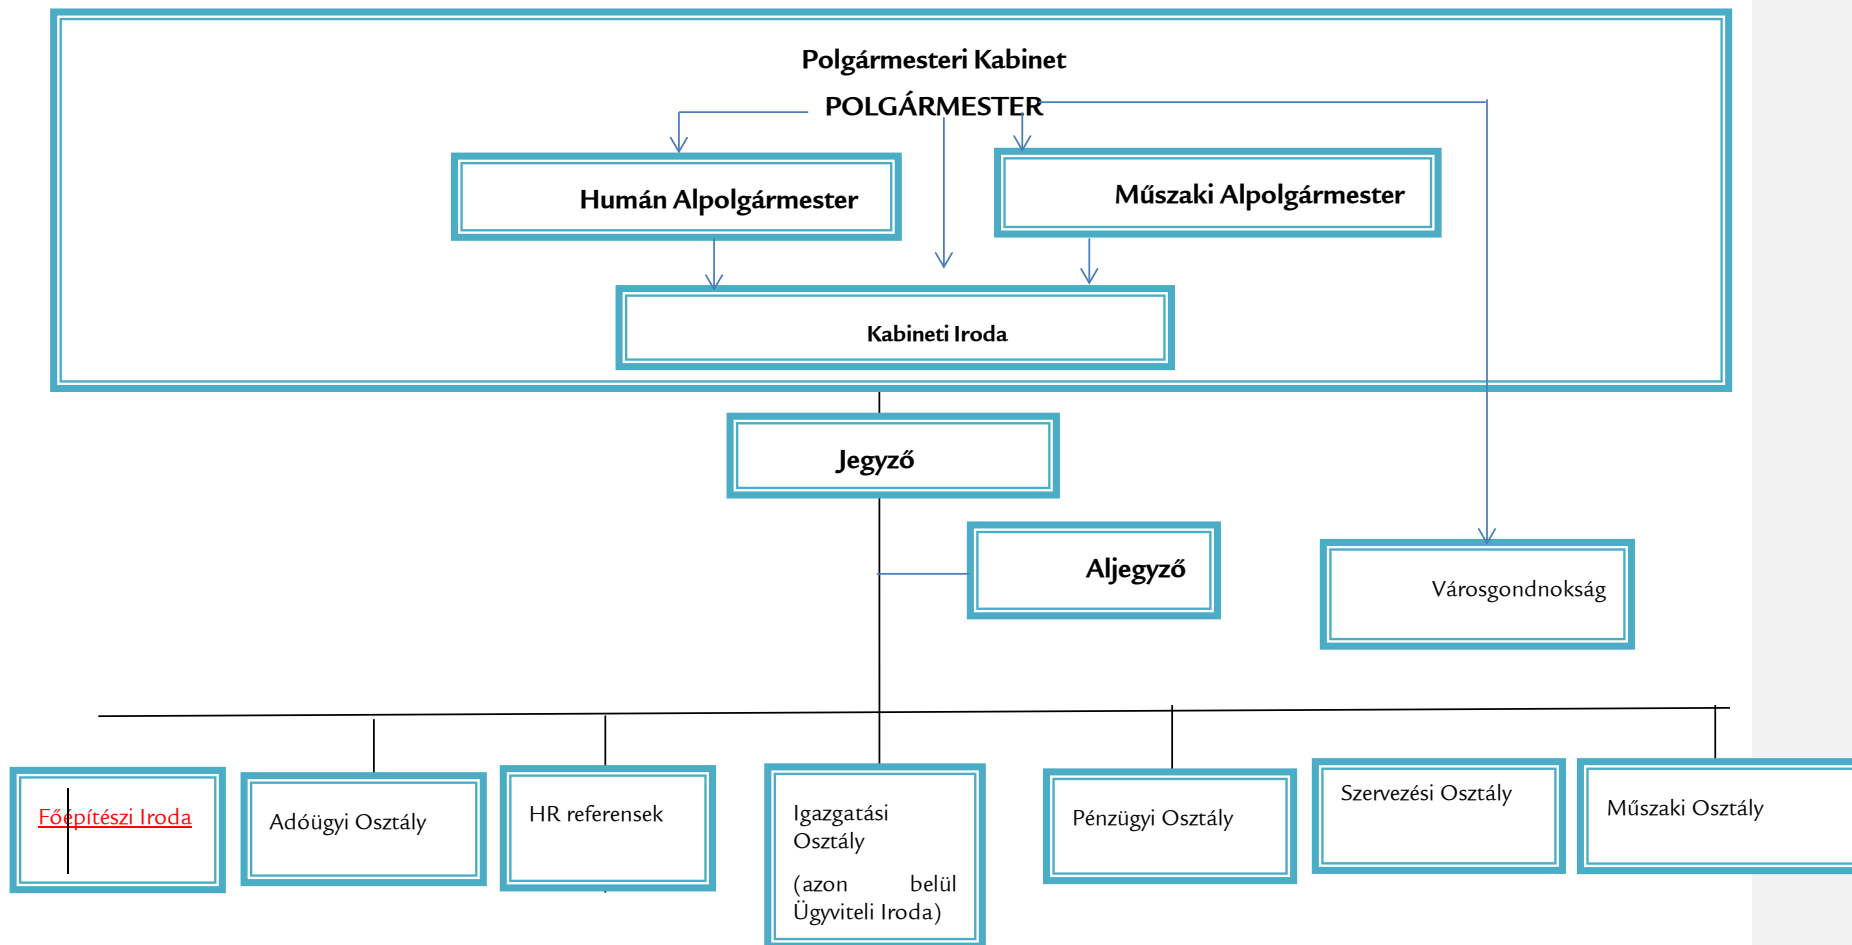 Polgármesteri Kabinet
POLGÁRMESTER
Humán Alpolgármester
Műszaki Alpolgármester
Kabineti Iroda
Jegyző
Aljegyző
Városgondnokság
Főépítészi Iroda
Adóügyi Osztály
HR referensek
Igazgatási
Osztály
(azon belül
Ügyviteli Iroda)
Pénzügyi Osztály
Szervezési Osztály
Műszaki Osztály